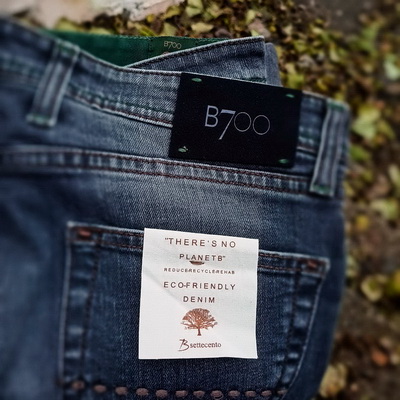 B700
B700
"THERE'S NO
PLANETB"
REDUCERECYCLEREHAB
ECO-FRIENDLY
DENIM
B settecento